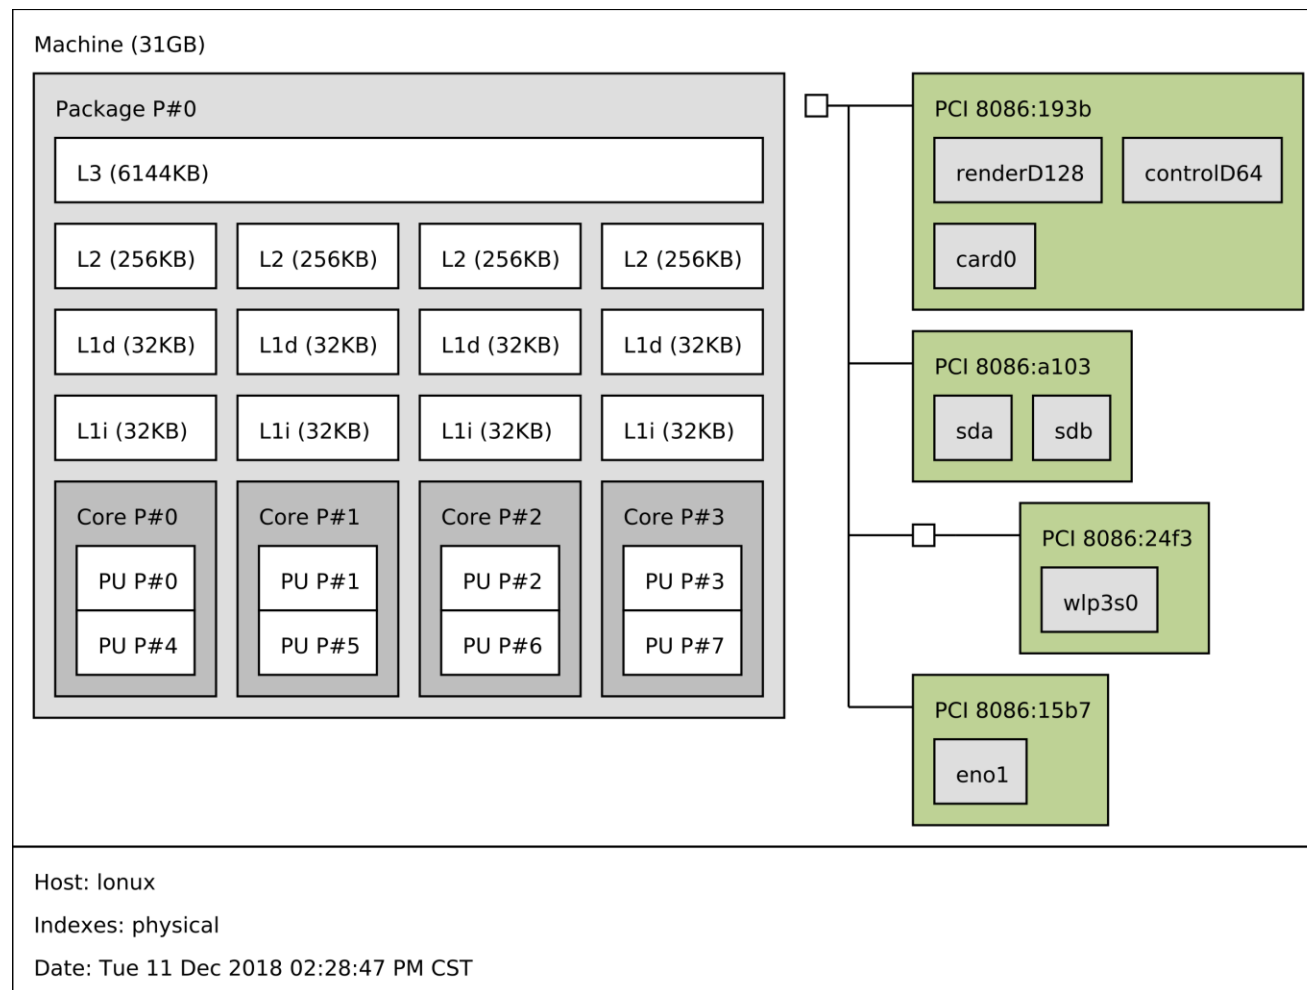 Machine (31GB)
Package P#0
L3 (6144KB)
L2 (256KB) L2 (256KB) L2 (256KB) L2 (256KB)
L1d (32KB) L1d (32KB) L1d (32KB) L1d (32KB)
L1i (32KB) L1i (32KB) L1i (32KB) L1i (32KB)
Core P#0 Core P#1 Core P#2 Core P#3
PU P#0 PU P#1 PU P#2 PU P#3
PU P#4 PU P#5 PU P#6 PU P#7
PCI 8086:193b
renderD128 controlD64
card0
PCI 8086:a103
sda sdb
PCI 8086:24f3
wlp3s0
PCI 8086:15b7
eno1
Host: lonux
Indexes: physical
Date: Tue 11 Dec 2018 02:28:47 PM CST